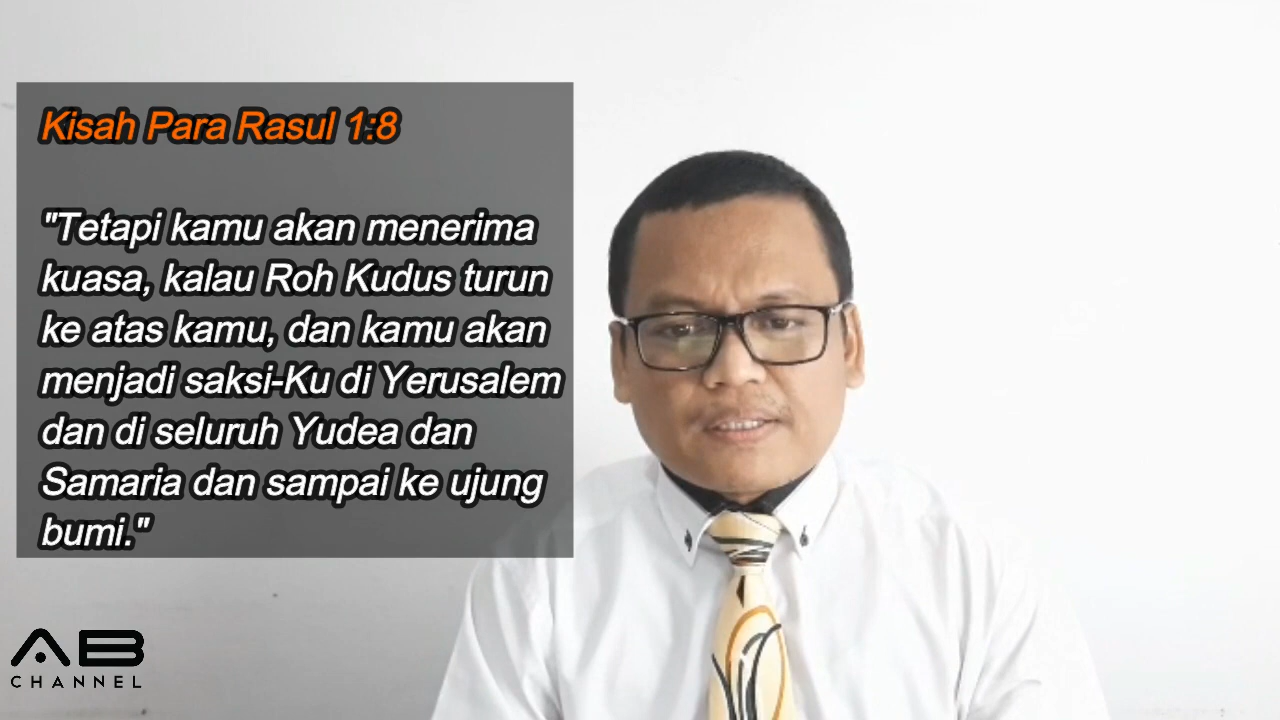 Kisah Para Rasul 1:8
"Tetapi kamu akan menerima
kuasa, kalau Roh Kudus turun
ke atas kamu, dan kamu akan
menjadi saksi-Ku di Yerusalem
dan di seluruh Yudea dan
Samaria dan sampai ke ujung
bumi."
AB
CHANNEL